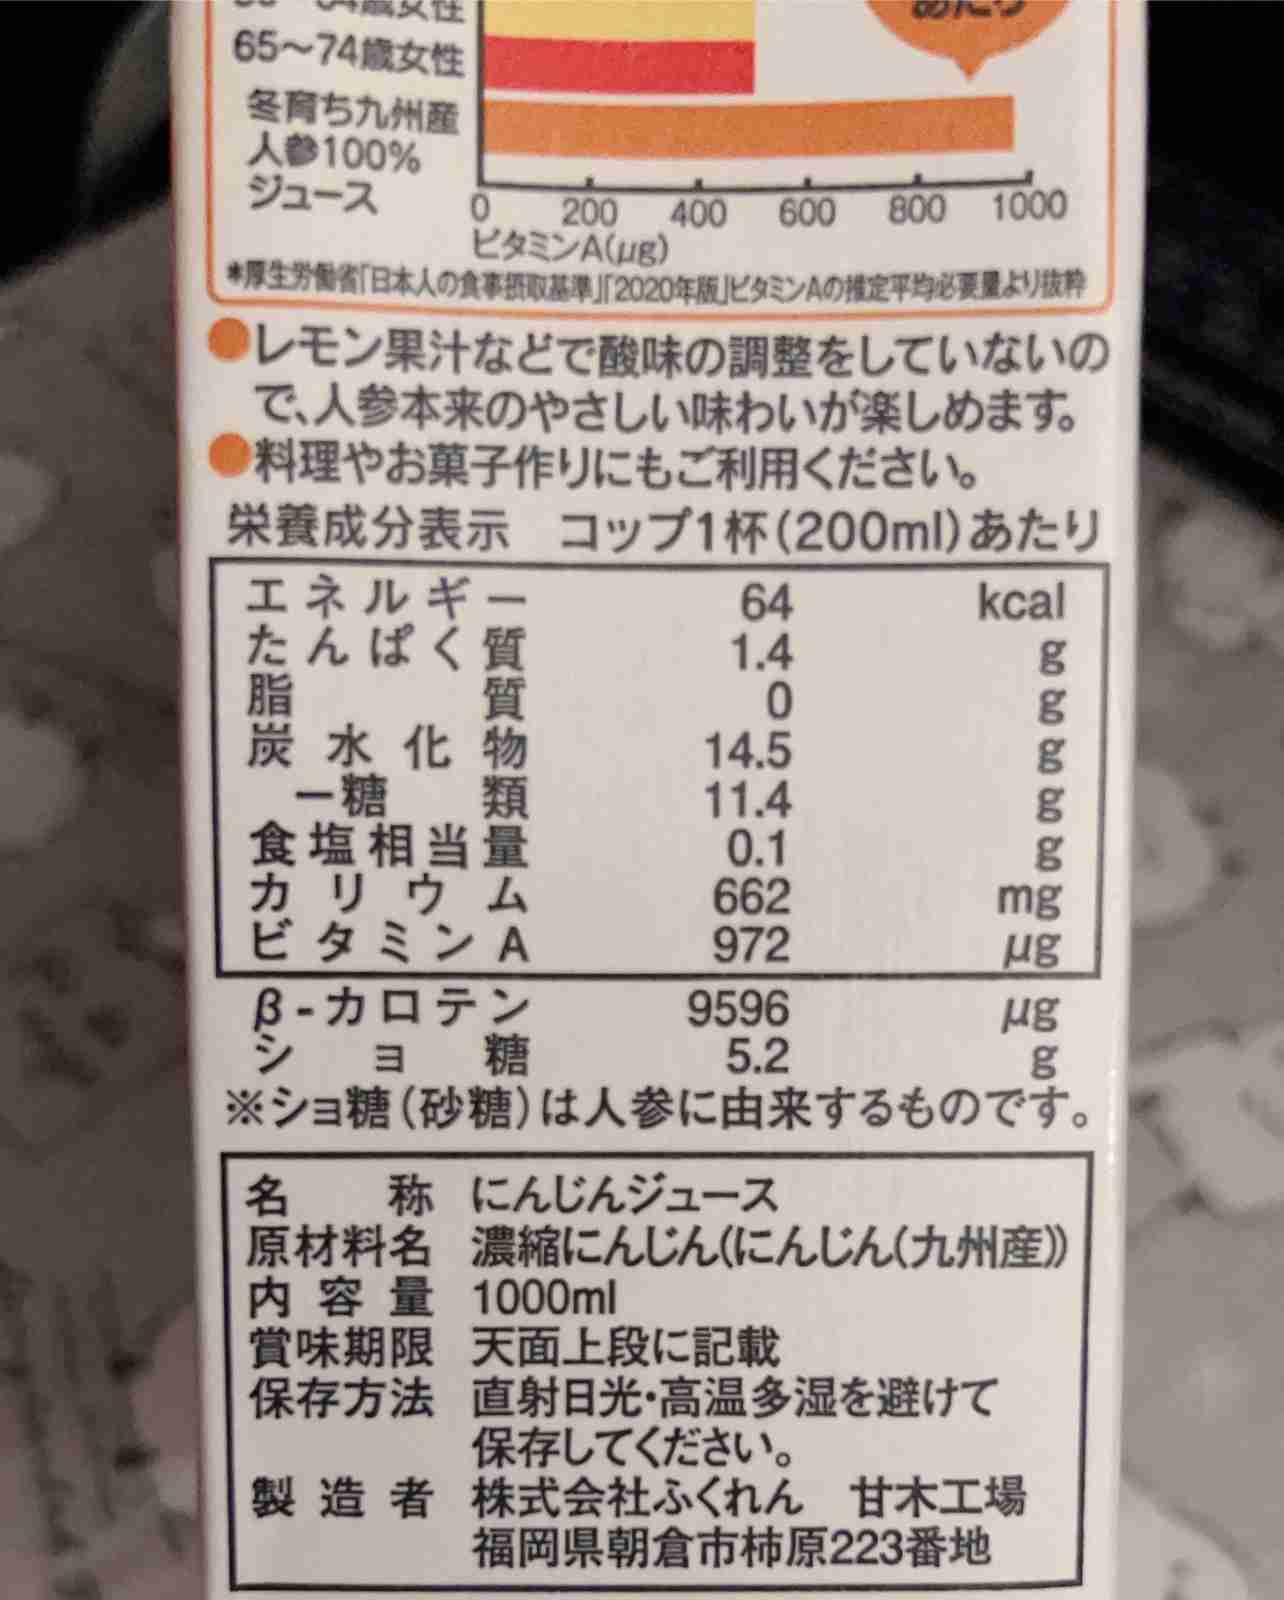 65〜74歳女性
冬育ち九州産
人参100%
ジュース
0 200 400 600 800 1000
ビタミンA(μg)
*厚生労働省「日本人の食事摂取基準」「2020年版」ビタミンAの推定平均必要量より抜粋
●レモン果汁などで酸味の調整をしていないの
で、人参本来のやさしい味わいが楽しめます。
●料理やお菓子作りにもご利用ください。
栄養成分表示 コップ1杯(200ml)あたり
エネルギー 64 kcal
たんぱく質 1.4 g
脂質 0 g
炭水化物 14.5 g
ー糖類 11.4 g
食塩相当量 0.1 g
カリウム 662 mg
ビタミンA 972 μg
β-カロテン 9596 μg
ショ糖 5.2 g
※ショ糖(砂糖)は人参に由来するものです。
名称 にんじんジュース
原材料名 濃縮にんじん(にんじん(九州産))
内容量 1000ml
賞味期限 天面上段に記載
保存方法 直射日光・高温多湿を避けて
保存してください。
製造者 株式会社ふくれん 甘木工場
福岡県朝倉市柿原223番地